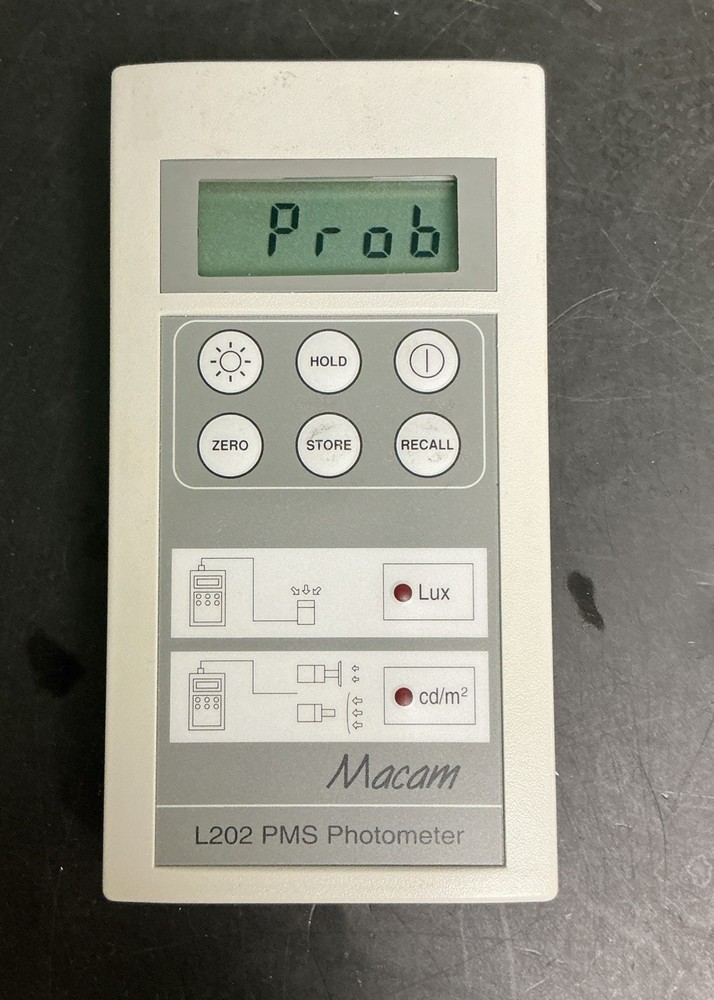 Prob
HOLD
ZERO STORE RECALL
Lux
cd/m²
Macam
L202 PMS Photometer